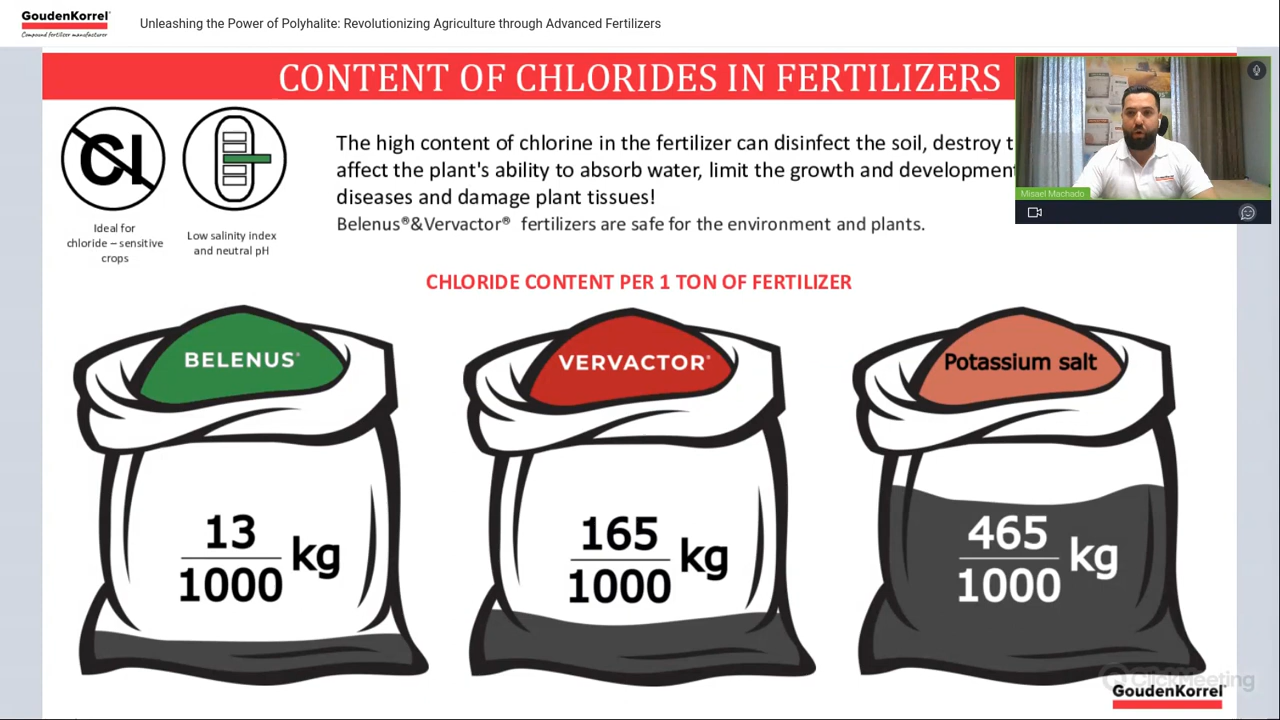 GoudenKorrel®
Compound fertilizer manufacturer
Unleashing the Power of Polyhalite: Revolutionizing Agriculture through Advanced Fertilizers
CONTENT OF CHLORIDES IN FERTILIZERS
Cl
Ideal for
chloride – sensitive
crops
Low salinity index
and neutral pH
The high content of chlorine in the fertilizer can disinfect the soil, destroy
affect the plant's ability to absorb water, limit the growth and development
diseases and damage plant tissues!
Belenus®&Vervactor® fertilizers are safe for the environment and plants.
Misael Machado
CHLORIDE CONTENT PER 1 TON OF FERTILIZER
BELENUS®
13
1000
kg
VERVACTOR®
165
1000
kg
Potassium salt
465
1000
kg
ClickMeeting
GoudenKorrel®